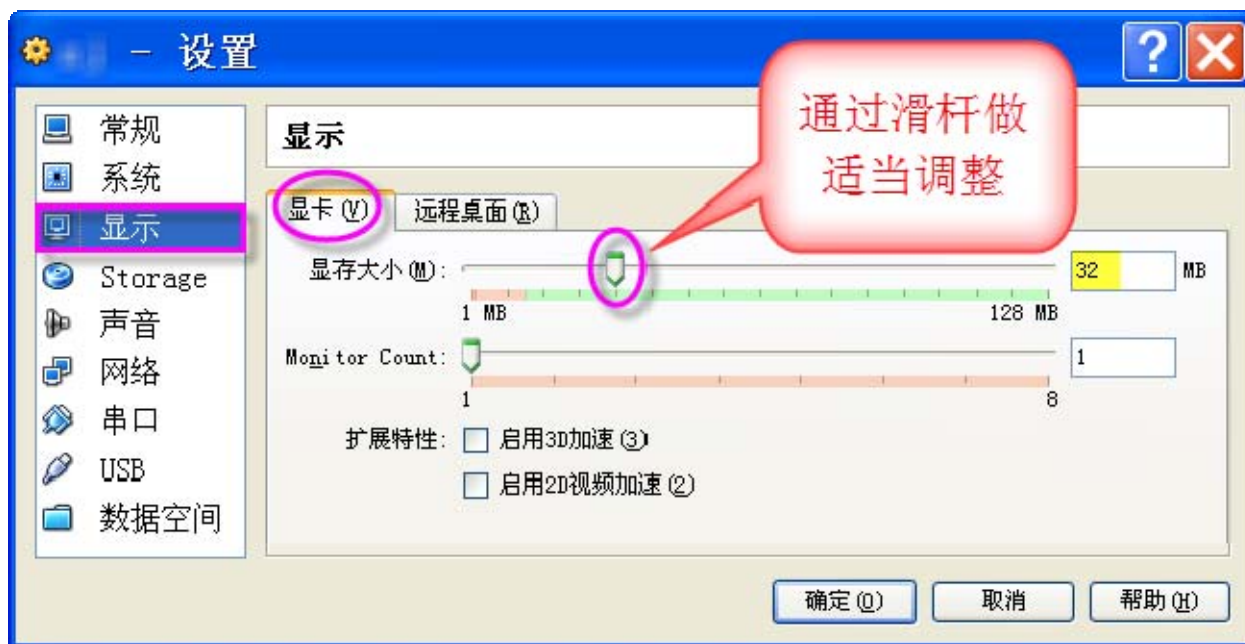 - 设置
通过滑杆做
适当调整
常规
系统
显示
Storage
声音
网络
串口
USB
数据空间
显示
显卡(V) 远程桌面(R)
显存大小(M): 32 MB
1 MB 128 MB
Monitor Count: 1
1 8
扩展特性: 启用3D加速(3)
启用2D视频加速(2)
确定(O) 取消 帮助(H)